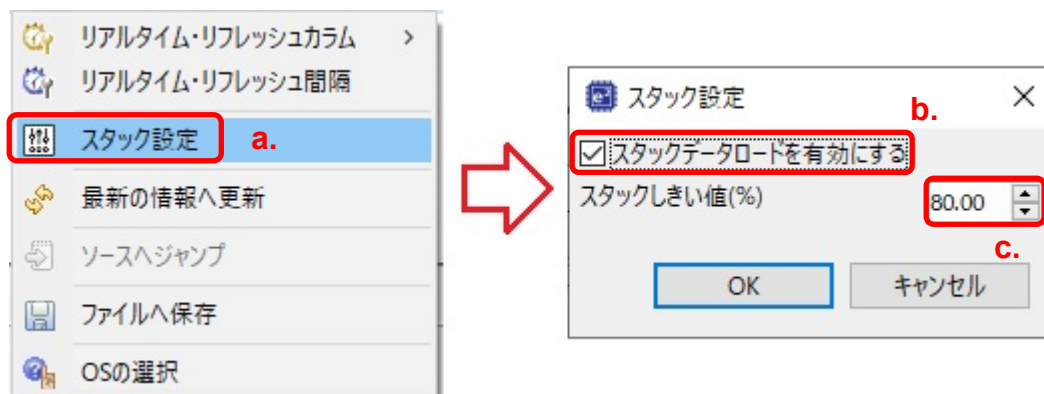 リアルタイム・リフレッシュカラム >
リアルタイム・リフレッシュ間隔
スタック設定 a.
最新の情報へ更新
ソースへジャンプ
ファイルへ保存
OSの選択
e² スタック設定
b.
スタックデータロードを有効にする
スタックしきい値(%) 80.00
c.
OK キャンセル